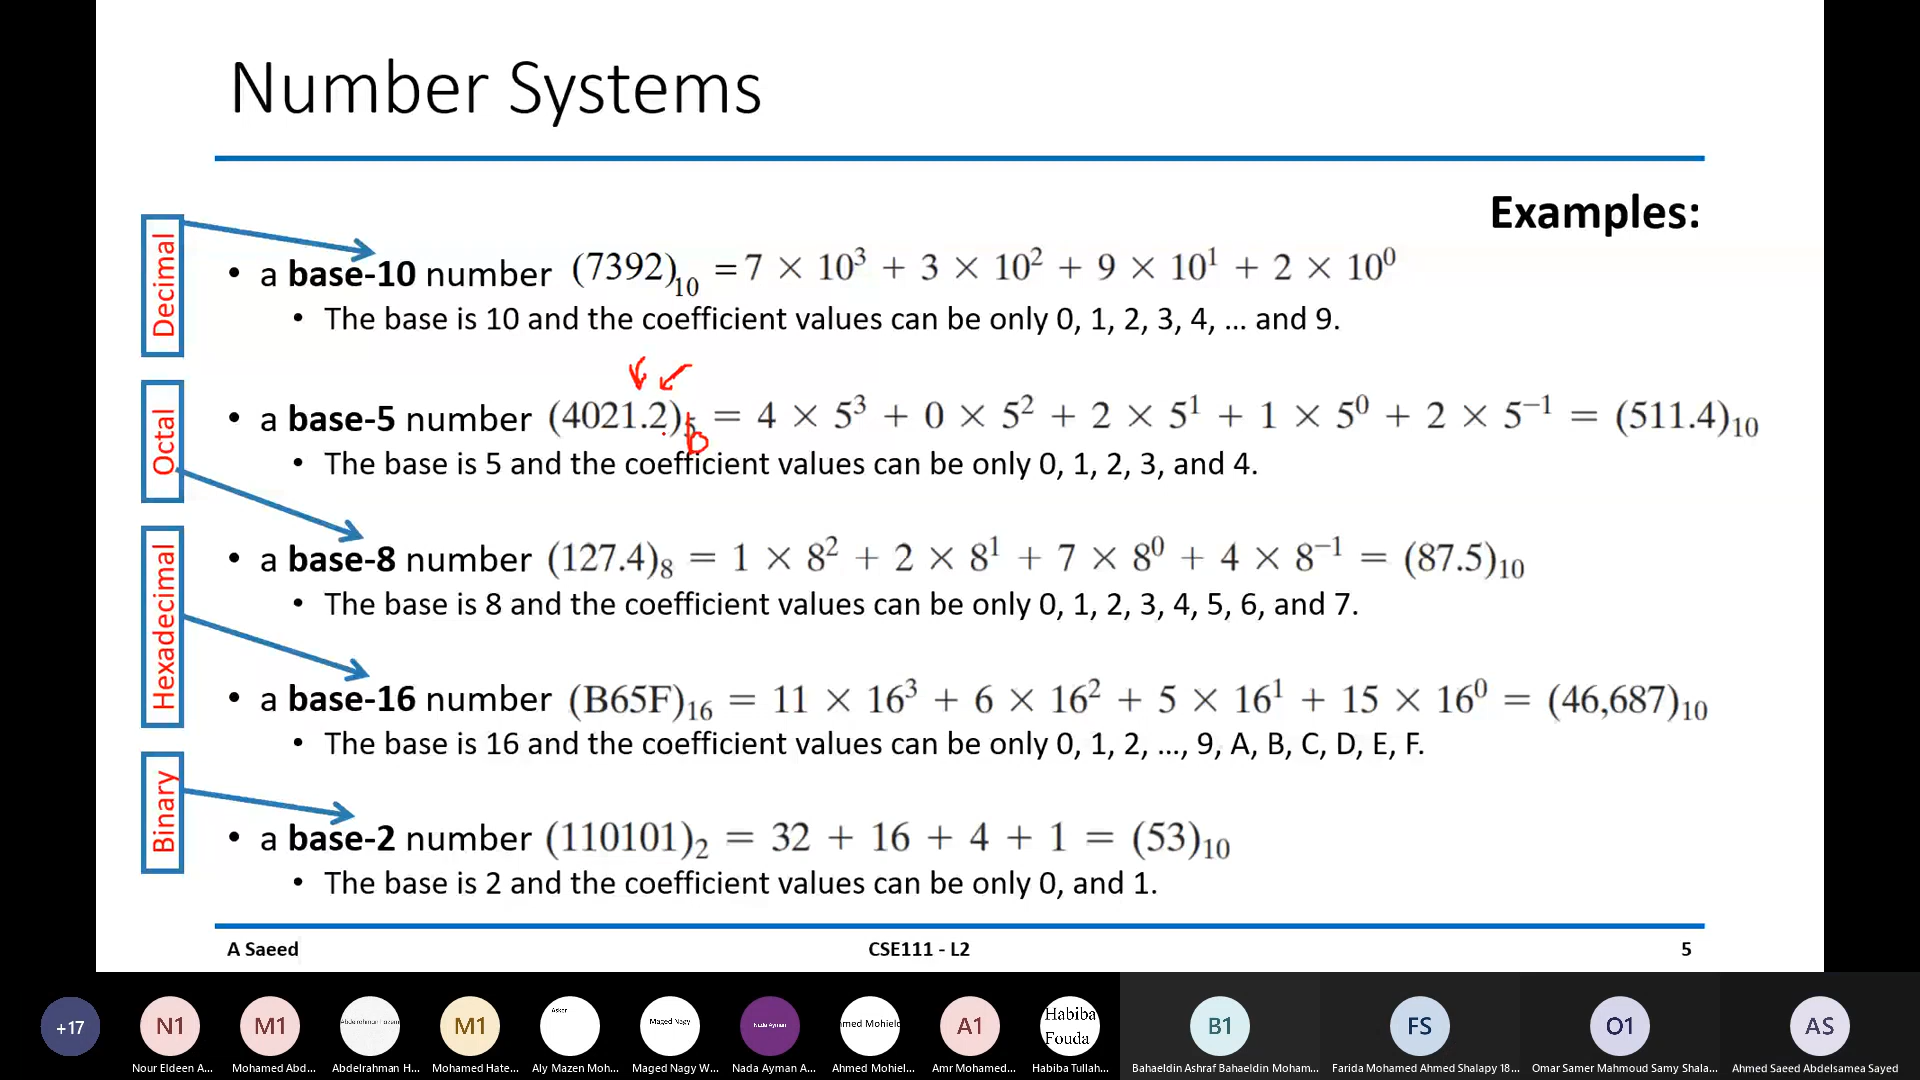 Number Systems
Examples:
Decimal
• a base-10 number (7392)₁₀ = 7 × 10³ + 3 × 10² + 9 × 10¹ + 2 × 10⁰
• The base is 10 and the coefficient values can be only 0, 1, 2, 3, 4, ... and 9.
Octal
• a base-5 number (4021.2)₅ = 4 × 5³ + 0 × 5² + 2 × 5¹ + 1 × 5⁰ + 2 × 5⁻¹ = (511.4)₁₀
• The base is 5 and the coefficient values can be only 0, 1, 2, 3, and 4.
Hexadecimal
• a base-8 number (127.4)₈ = 1 × 8² + 2 × 8¹ + 7 × 8⁰ + 4 × 8⁻¹ = (87.5)₁₀
• The base is 8 and the coefficient values can be only 0, 1, 2, 3, 4, 5, 6, and 7.
• a base-16 number (B65F)₁₆ = 11 × 16³ + 6 × 16² + 5 × 16¹ + 15 × 16⁰ = (46,687)₁₀
• The base is 16 and the coefficient values can be only 0, 1, 2, ..., 9, A, B, C, D, E, F.
Binary
• a base-2 number (110101)₂ = 32 + 16 + 4 + 1 = (53)₁₀
• The base is 2 and the coefficient values can be only 0, and 1.
A Saeed CSE111 - L2 5
+17 N1 M1 M1 Asker Maged Nagy Nada Ayman A1 Habiba B1 FS O1 AS
Fouda
Nour Eldeen A... Mohamed Abd... Abdelrahman H... Mohamed Hate... Aly Mazen Moh... Maged Nagy W... Nada Ayman A... Ahmed Mohiel... Amr Mohamed... Habiba Tullah... Bahaeldin Ashraf Bahaeldin Moham... Farida Mohamed Ahmed Shalapy 18... Omar Samer Mahmoud Samy Shala... Ahmed Saeed Abdelsamea Sayed